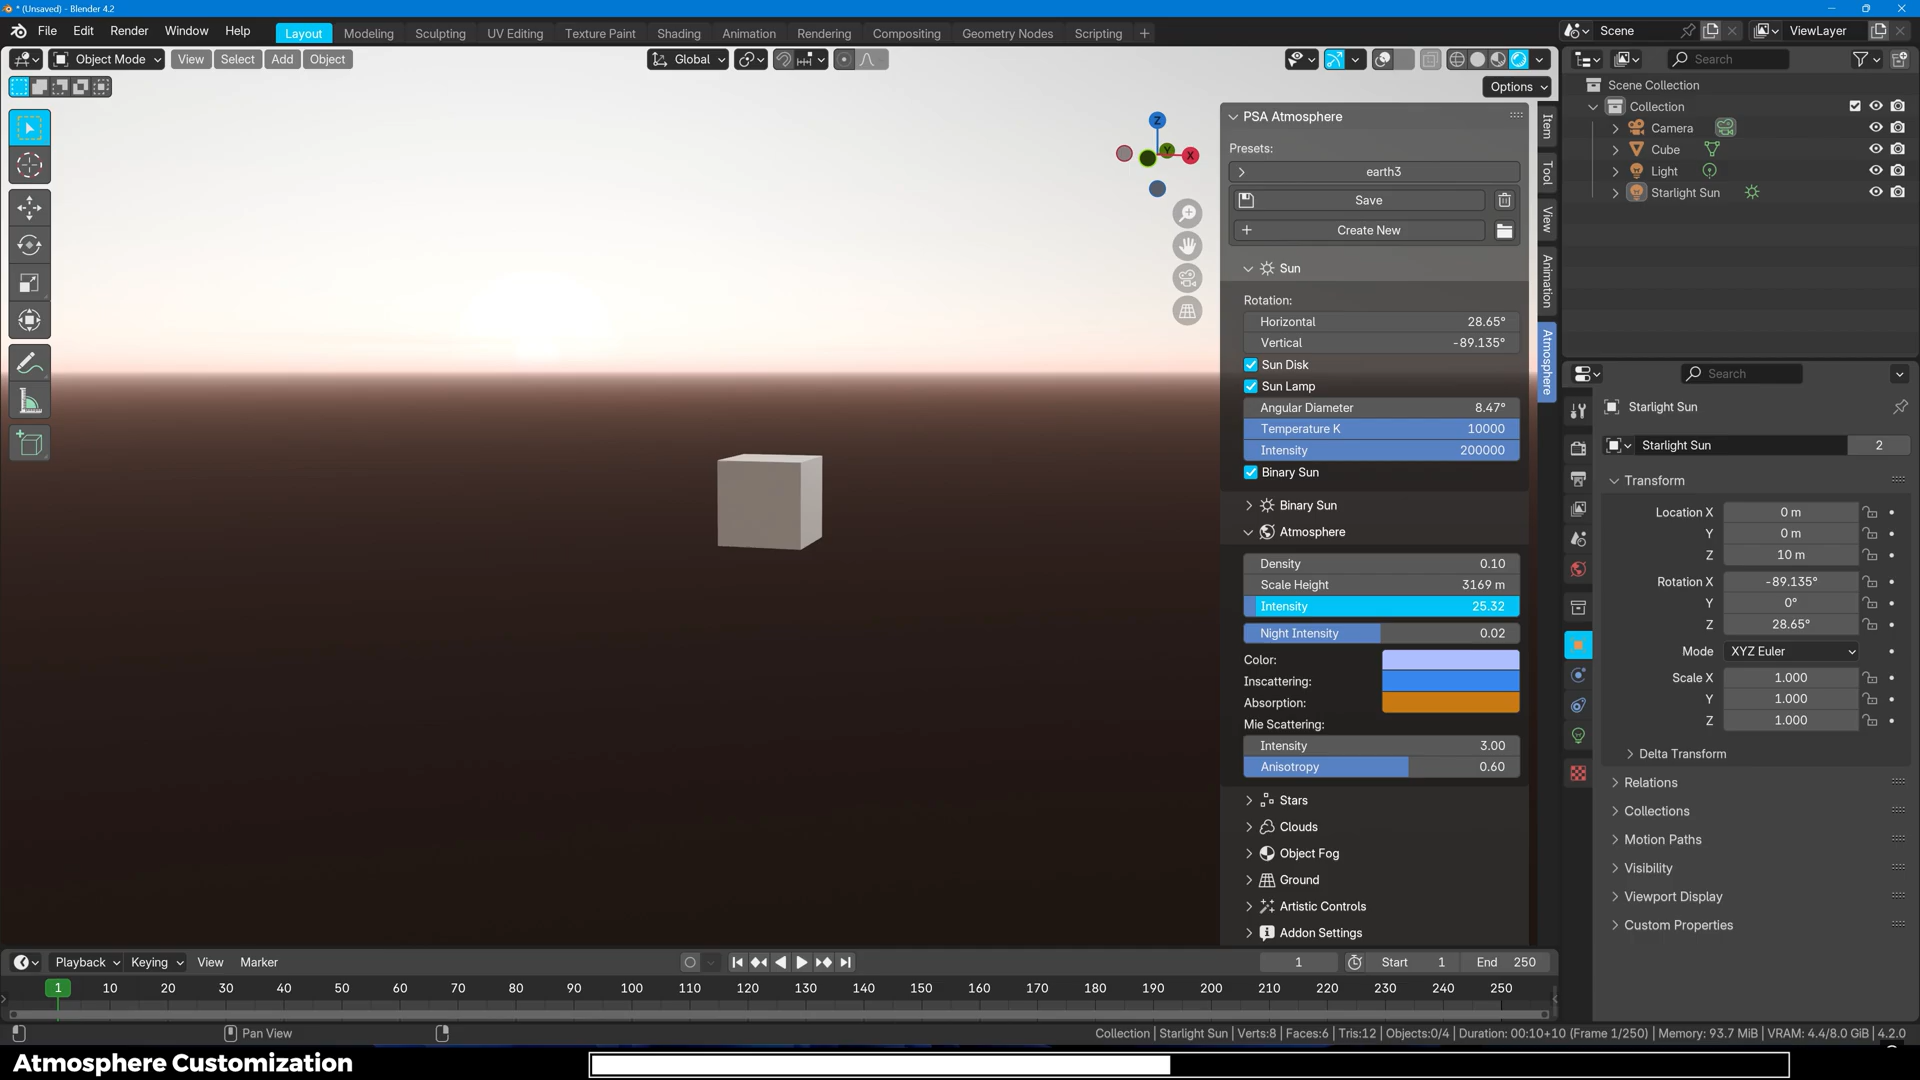 * (Unsaved) - Blender 4.2
File Edit Render Window Help
Layout Modeling Sculpting UV Editing Texture Paint Shading Animation Rendering Compositing Geometry Nodes Scripting +
Scene
ViewLayer
Object Mode View Select Add Object
Global
Search
Options
Z
Y
X
PSA Atmosphere
Presets:
earth3
Save
Create New
Sun
Rotation:
Horizontal 28.65°
Vertical -89.135°
Sun Disk
Sun Lamp
Angular Diameter 8.47°
Temperature K 10000
Intensity 200000
Binary Sun
Binary Sun
Atmosphere
Density 0.10
Scale Height 3169 m
Intensity 25.32
Night Intensity 0.02
Color:
Inscattering:
Absorption:
Mie Scattering:
Intensity 3.00
Anisotropy 0.60
Stars
Clouds
Object Fog
Ground
Artistic Controls
Addon Settings
Item
Tool
View
Animation
Atmosphere
Scene Collection
Collection
Camera
Cube
Light
Starlight Sun
Search
Starlight Sun
Starlight Sun 2
Transform
Location X 0 m
Y 0 m
Z 10 m
Rotation X -89.135°
Y 0°
Z 28.65°
Mode XYZ Euler
Scale X 1.000
Y 1.000
Z 1.000
Delta Transform
Relations
Collections
Motion Paths
Visibility
Viewport Display
Custom Properties
Playback Keying View Marker
1 Start 1 End 250
1 10 20 30 40 50 60 70 80 90 100 110 120 130 140 150 160 170 180 190 200 210 220 230 240 250
Pan View
Collection | Starlight Sun | Verts:8 | Faces:6 | Tris:12 | Objects:0/4 | Duration: 00:10+10 (Frame 1/250) | Memory: 93.7 MiB | VRAM: 4.4/8.0 GiB | 4.2.0
Atmosphere Customization